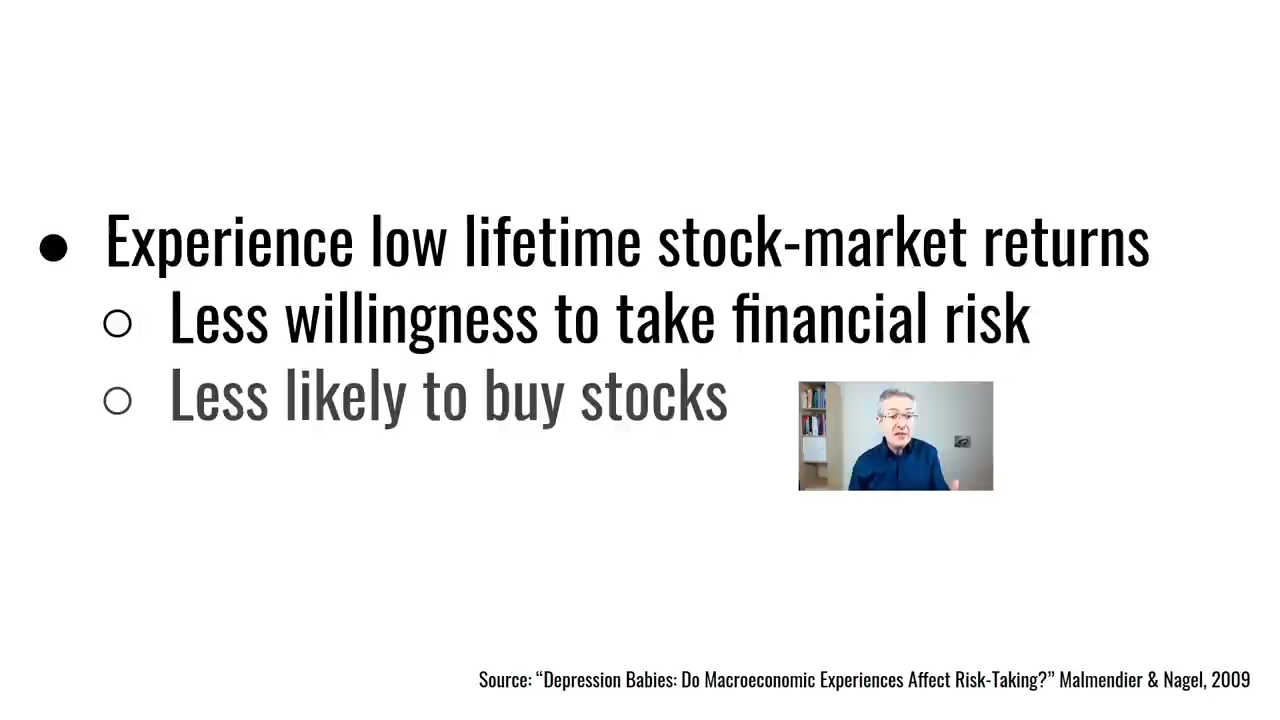 ● Experience low lifetime stock-market returns
○ Less willingness to take financial risk
○ Less likely to buy stocks
Source: “Depression Babies: Do Macroeconomic Experiences Affect Risk-Taking?” Malmendier & Nagel, 2009